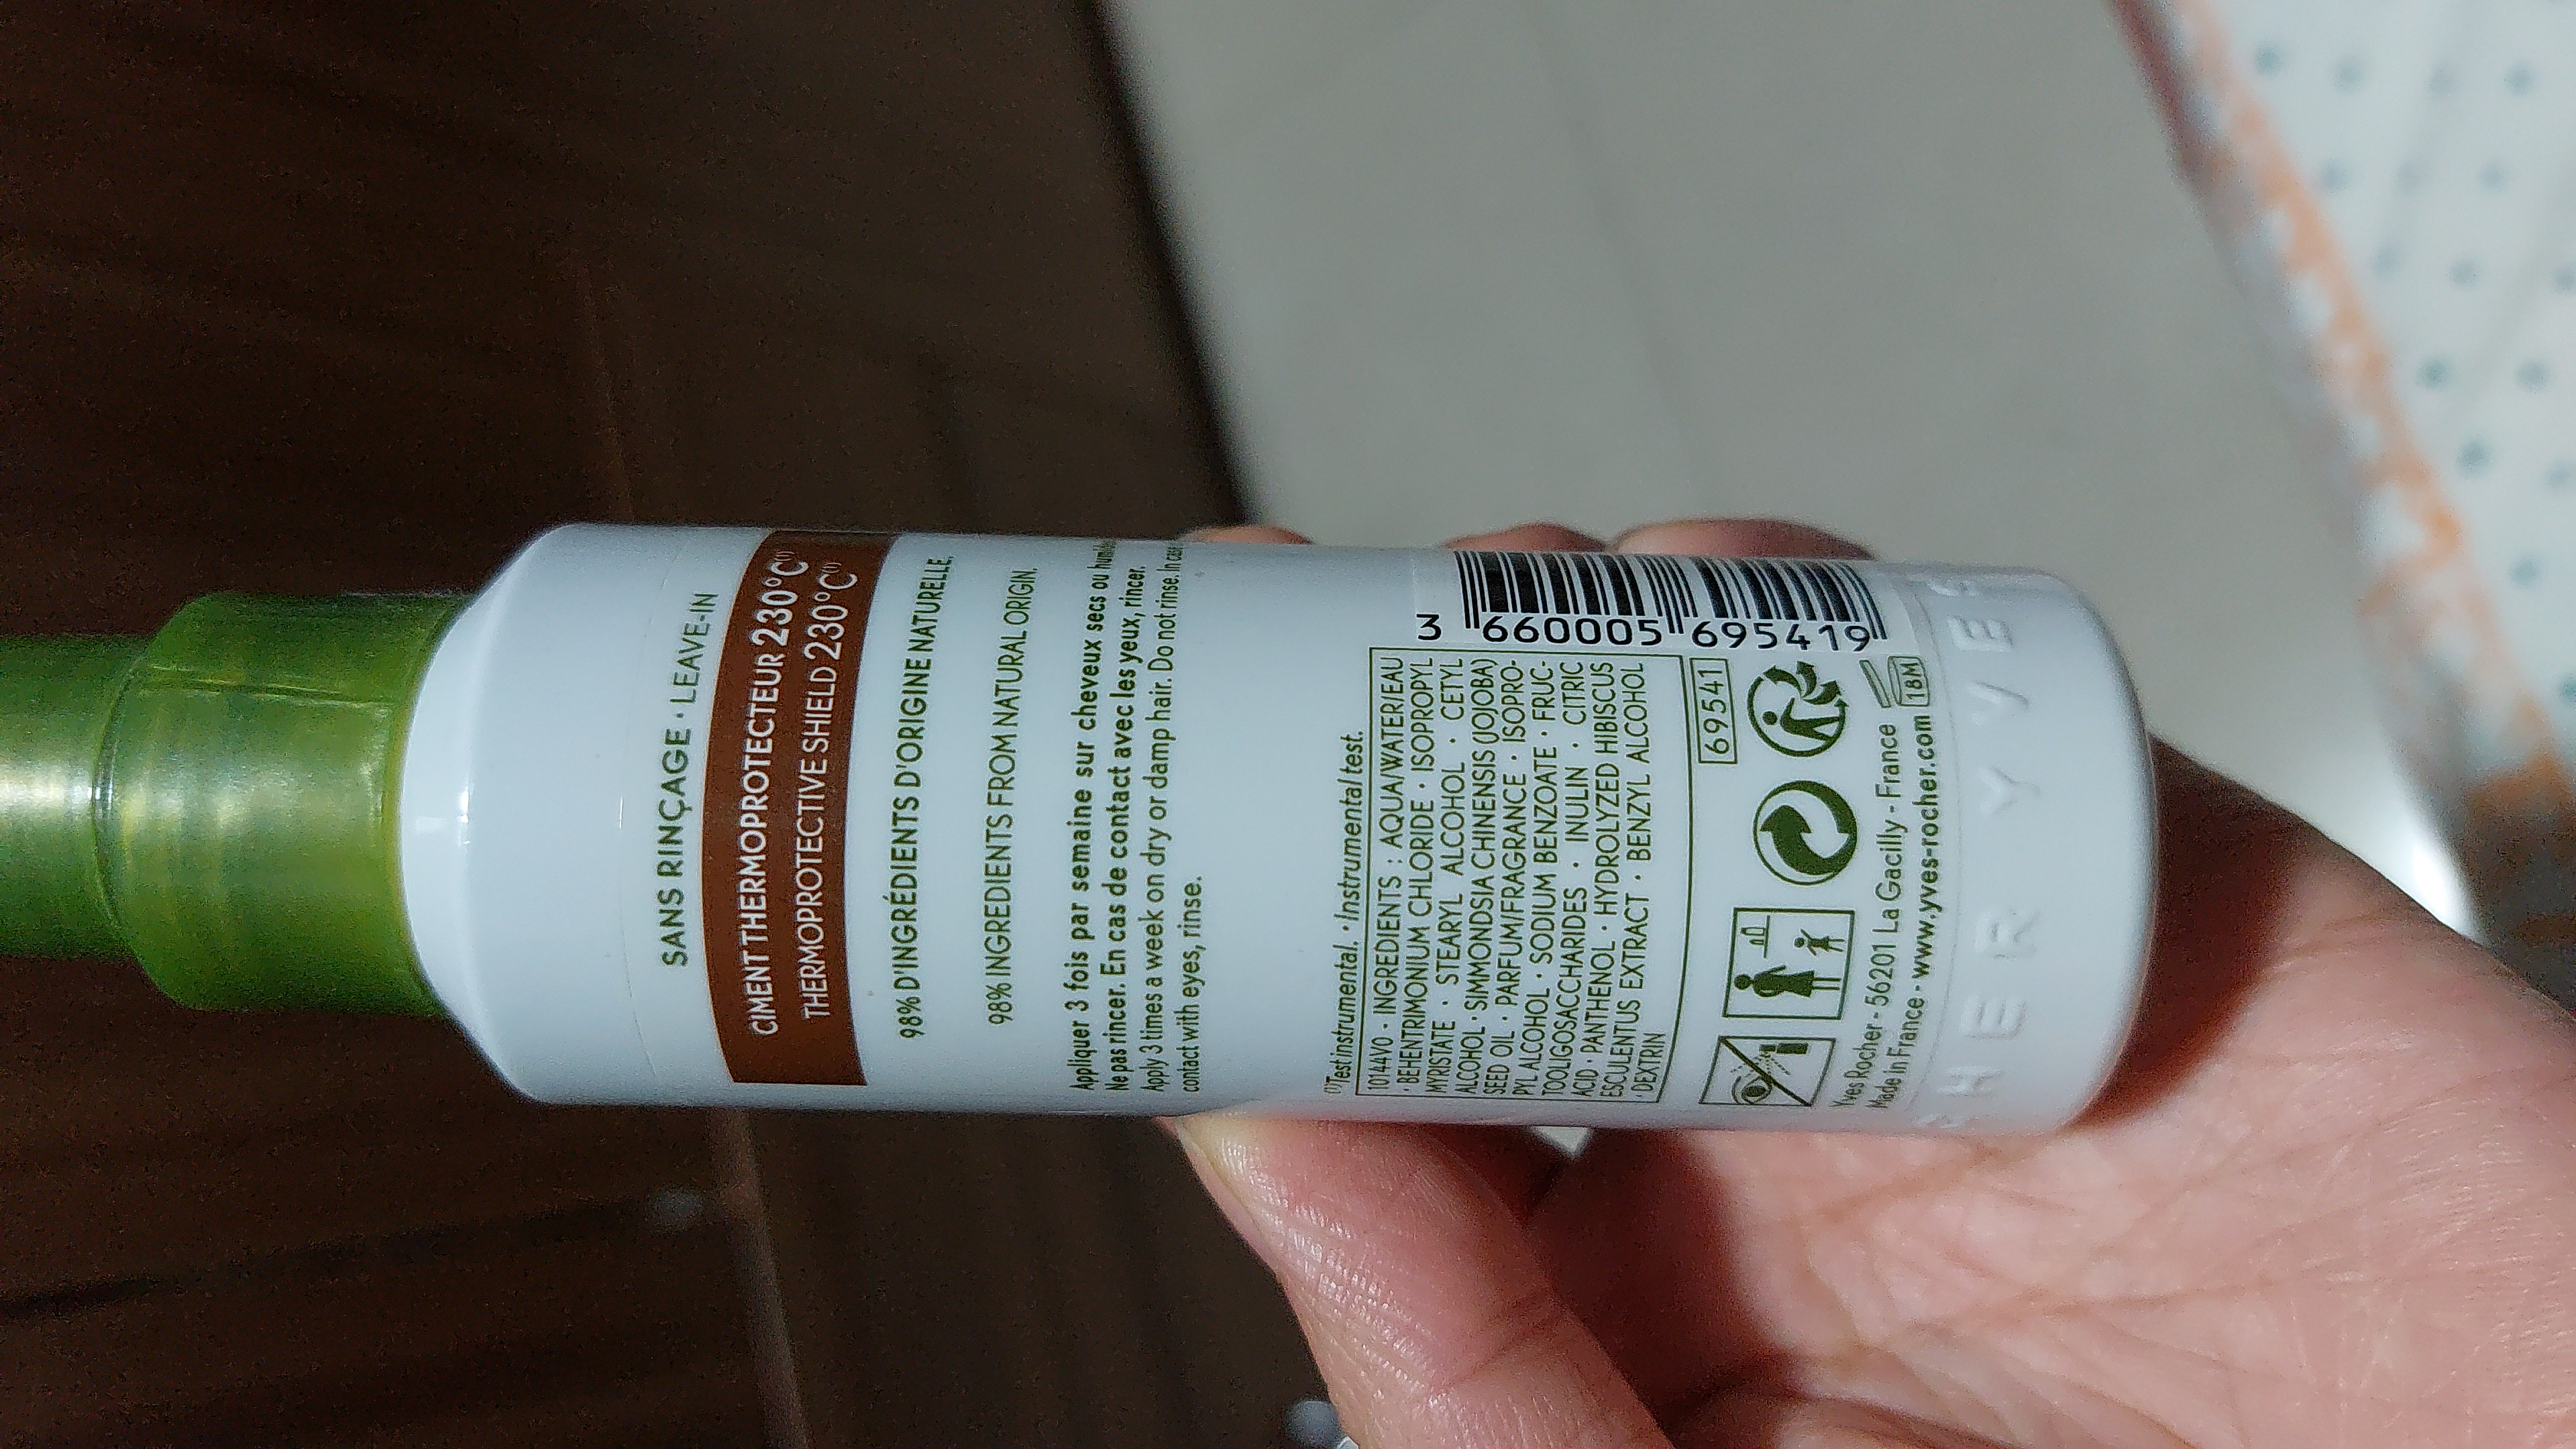 SANS RINÇAGE · LEAVE-IN
CIMENT THERMOPROTECTEUR 230°C(1)
THERMOPROTECTIVE SHIELD 230°C(1)
98% D'INGRÉDIENTS D'ORIGINE NATURELLE.
98% INGREDIENTS FROM NATURAL ORIGIN.
Appliquer 3 fois par semaine sur cheveux secs ou
Ne pas rincer. En cas de contact avec les yeux, rincer.
Apply 3 times a week on dry or damp hair. Do not rinse. In case
contact with eyes, rinse.
(1)Test instrumental. · Instrumental test.
3 660005 695419
10144V0 · INGREDIENTS : AQUA/WATER/EAU
· BEHENTRIMONIUM CHLORIDE · ISOPROPYL
MYRISTATE · STEARYL ALCOHOL · CETYL
ALCOHOL · SIMMONDSIA CHINENSIS (JOJOBA)
SEED OIL · PARFUM/FRAGRANCE · ISOPRO-
PYL ALCOHOL · SODIUM BENZOATE · FRUC-
TOOLIGOSACCHARIDES · INULIN · CITRIC
ACID · PANTHENOL · HYDROLYZED HIBISCUS
ESCULENTUS EXTRACT · BENZYL ALCOHOL
· DEXTRIN
69541
18M
Yves Rocher - 56201 La Gacilly - France
Made in France - www.yves-rocher.com
CHER YVES